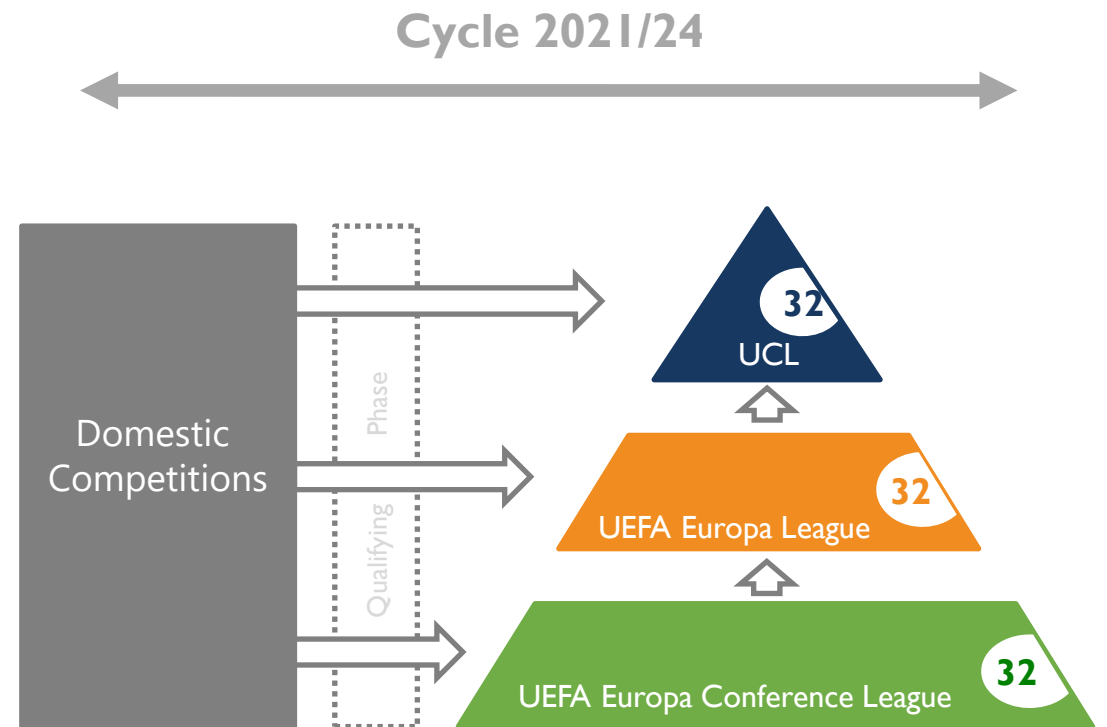 Cycle 2021/24
Domestic
Competitions
Qualifying Phase
32
UCL
32
UEFA Europa League
32
UEFA Europa Conference League